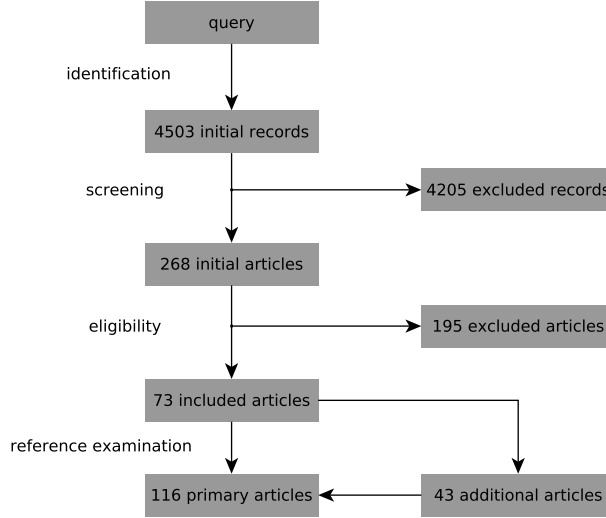 query
identification
4503 initial records
screening
4205 excluded records
268 initial articles
eligibility
195 excluded articles
73 included articles
reference examination
116 primary articles
43 additional articles